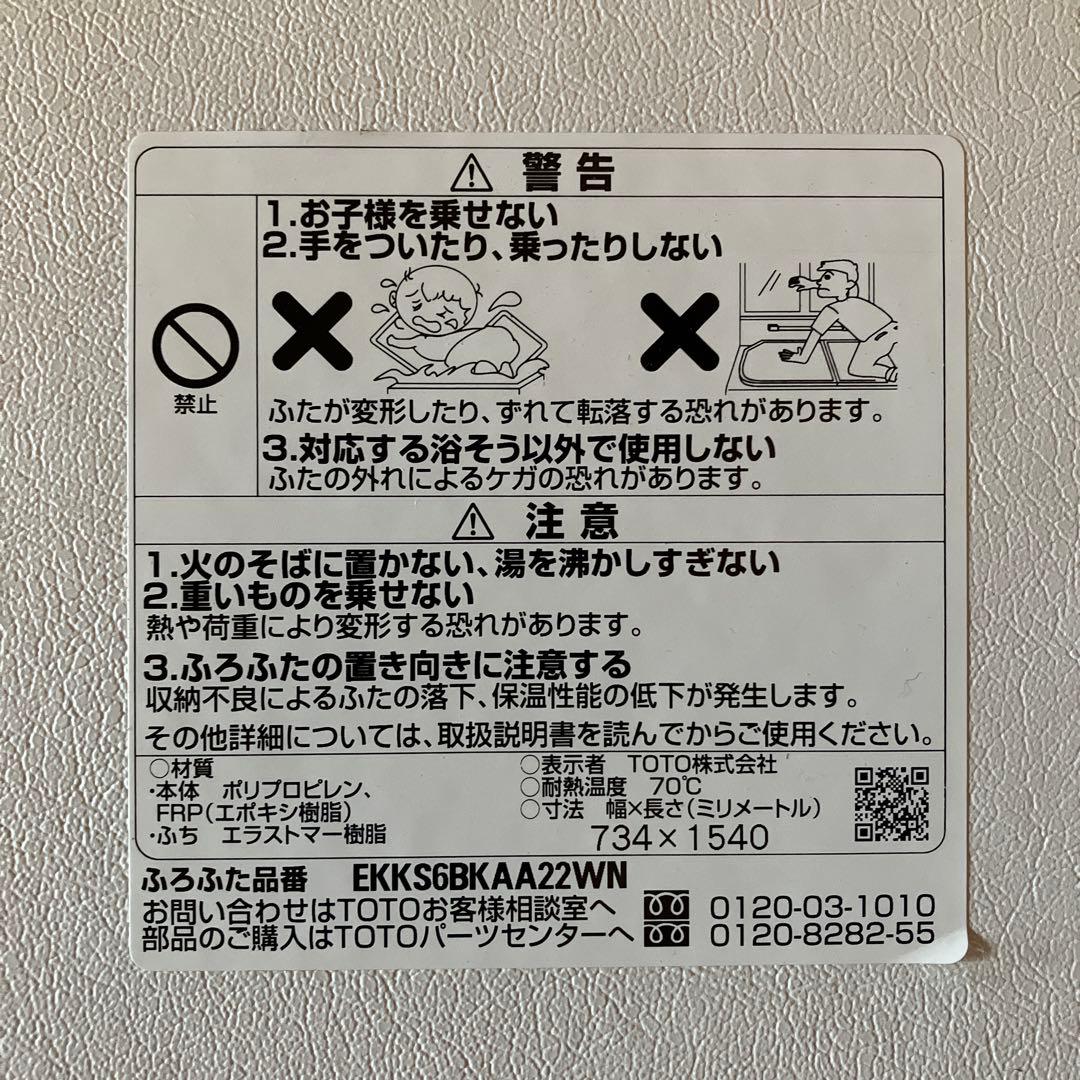 警告
禁止
1.お子様を乗せない
2.手をついたり、乗ったりしない
ふたが変形したり、ずれて転落する恐れがあります。
3.対応する浴そう以外で使用しない
ふたの外れによるケガの恐れがあります。
注意
1.火のそばに置かない、湯を沸かしすぎない
2.重いものを乗せない
熱や荷重により変形する恐れがあります。
3.ふろふたの置き向きに注意する
収納不良によるふたの落下、保温性能の低下が発生します。
その他詳細については、取扱説明書を読んでからご使用ください。
○材質
・本体 ポリプロピレン、
FRP(エポキシ樹脂)
・ふち エラストマー樹脂
○表示者 TOTO株式会社
○耐熱温度 70℃
○寸法 幅×長さ(ミリメートル)
734×1540
ふろふた品番 EKKS6BKAA22WN
お問い合わせはTOTOお客様相談室へ 0120-03-1010
部品のご購入はTOTOパーツセンターへ 0120-8282-55